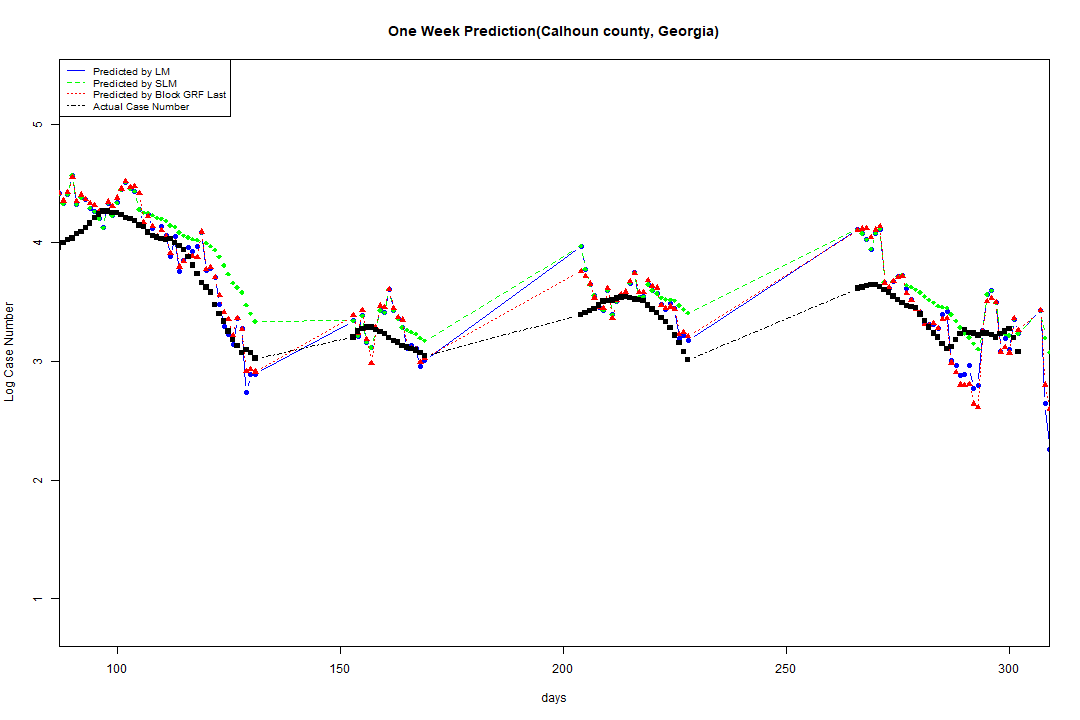 One Week Prediction(Calhoun county, Georgia)
Predicted by LM
Predicted by SLM
Predicted by Block GRF Last
Actual Case Number
Log Case Number
5
4
3
2
1
100 150 200 250 300
days